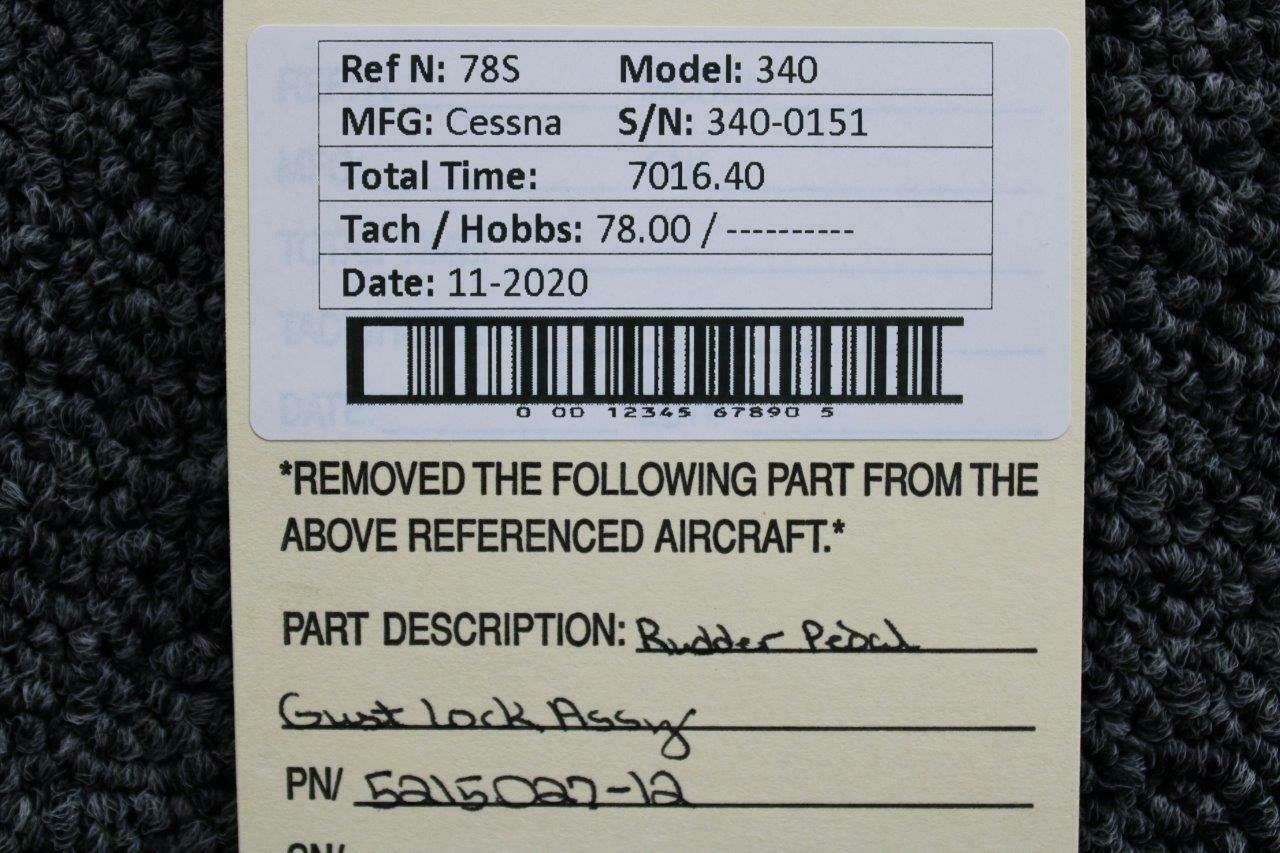 Ref N: 78S Model: 340
MFG: Cessna S/N: 340-0151
Total Time: 7016.40
Tach / Hobbs: 78.00 / ----------
Date: 11-2020
0 00 12345 67890 5
*REMOVED THE FOLLOWING PART FROM THE
ABOVE REFERENCED AIRCRAFT.*
PART DESCRIPTION: Rudder Pedal
Gust Lock Assy
PN/ 5215027-12